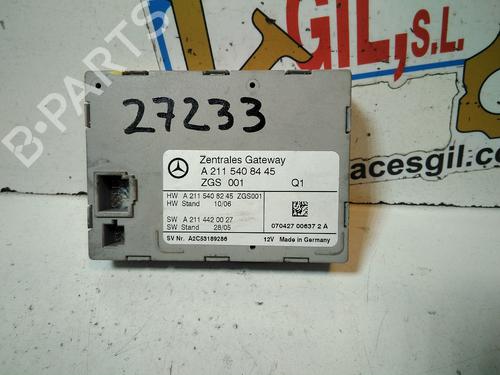 GIL, S.L.
B-PARTS
acesgil.com
27233
Zentrales Gateway
A 211 540 84 45
ZGS 001 Q1
HW A 211 540 82 45 ZGS001
HW Stand 10/06
SW A 211 442 00 27
SW Stand 28/05
070427 00637 2 A
SV Nr. A2C53189286 12V Made in Germany